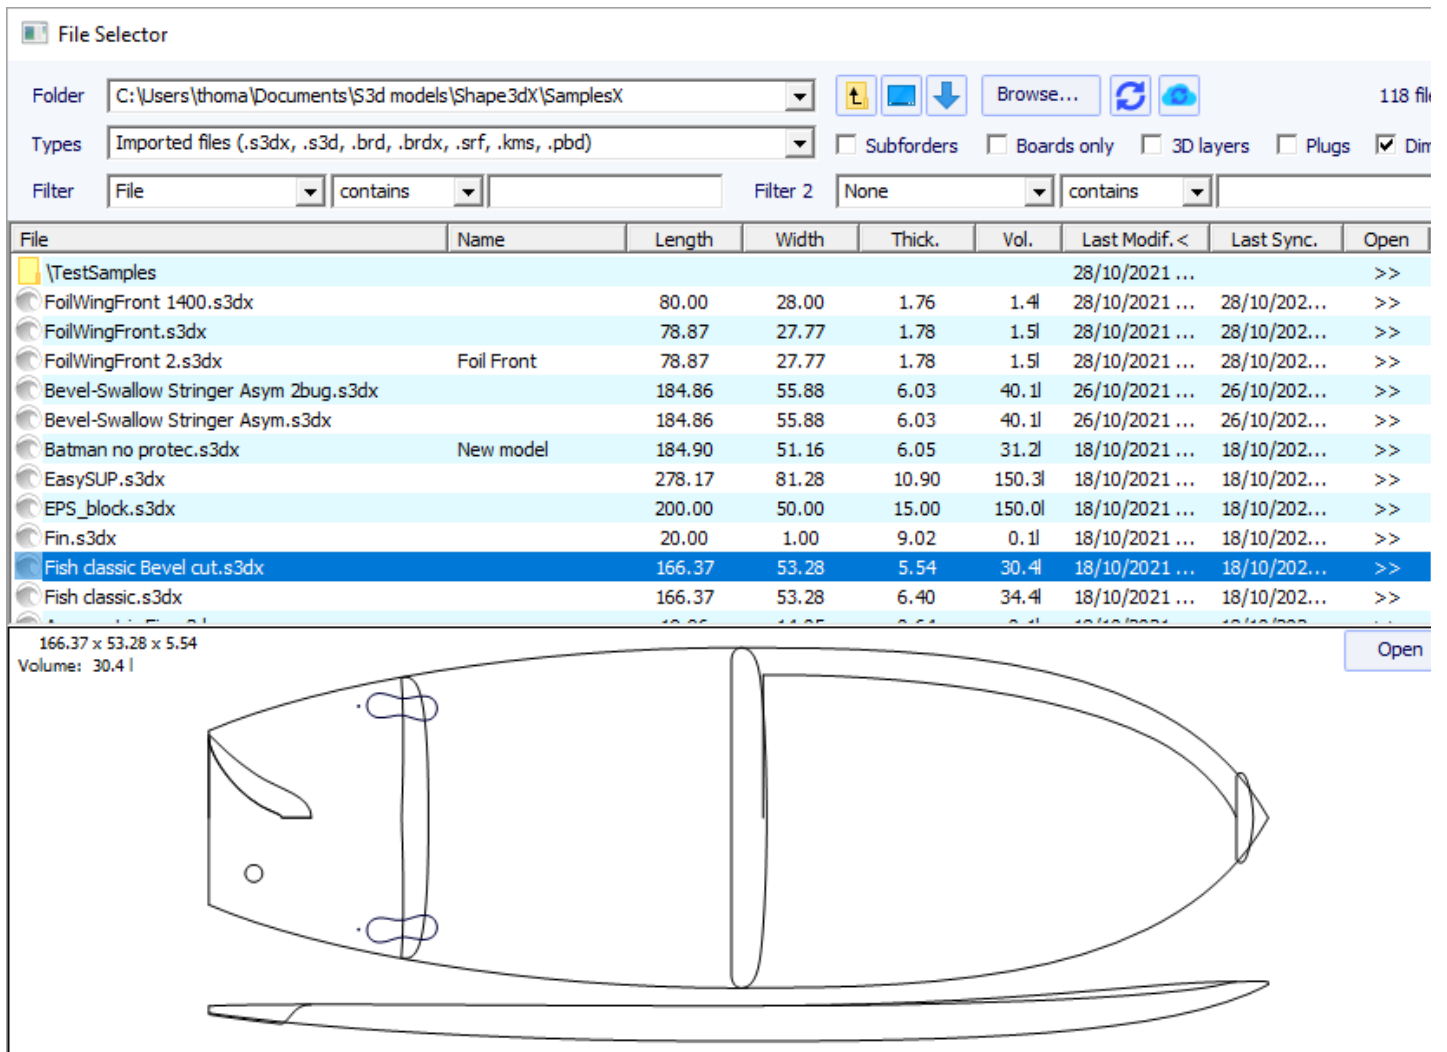 File Selector
Folder C:\Users\thoma\Documents\S3d models\Shape3dX\SamplesX Browse... 118
Types Imported files (.s3dx, .s3d, .brd, .brdx, .srf, .kms, .pbd) Subforders Boards only 3D layers Plugs Dim
Filter File contains Filter 2 None contains
File Name Length Width Thick. Vol. Last Modif. < Last Sync. Open
\TestSamples 28/10/2021 ... >>
FoilWingFront 1400.s3dx 80.00 28.00 1.76 1.4l 28/10/2021 ... 28/10/202... >>
FoilWingFront.s3dx 78.87 27.77 1.78 1.5l 28/10/2021 ... 28/10/202... >>
FoilWingFront 2.s3dx Foil Front 78.87 27.77 1.78 1.5l 28/10/2021 ... 28/10/202... >>
Bevel-Swallow Stringer Asym 2bug.s3dx 184.86 55.88 6.03 40.1l 26/10/2021 ... 26/10/202... >>
Bevel-Swallow Stringer Asym.s3dx 184.86 55.88 6.03 40.1l 26/10/2021 ... 26/10/202... >>
Batman no protec.s3dx New model 184.90 51.16 6.05 31.2l 18/10/2021 ... 18/10/202... >>
EasySUP.s3dx 278.17 81.28 10.90 150.3l 18/10/2021 ... 18/10/202... >>
EPS_block.s3dx 200.00 50.00 15.00 150.0l 18/10/2021 ... 18/10/202... >>
Fin.s3dx 20.00 1.00 9.02 0.1l 18/10/2021 ... 18/10/202... >>
Fish classic Bevel cut.s3dx 166.37 53.28 5.54 30.4l 18/10/2021 ... 18/10/202... >>
Fish classic.s3dx 166.37 53.28 6.40 34.4l 18/10/2021 ... 18/10/202... >>
166.37 x 53.28 x 5.54 Open
Volume: 30.4 l